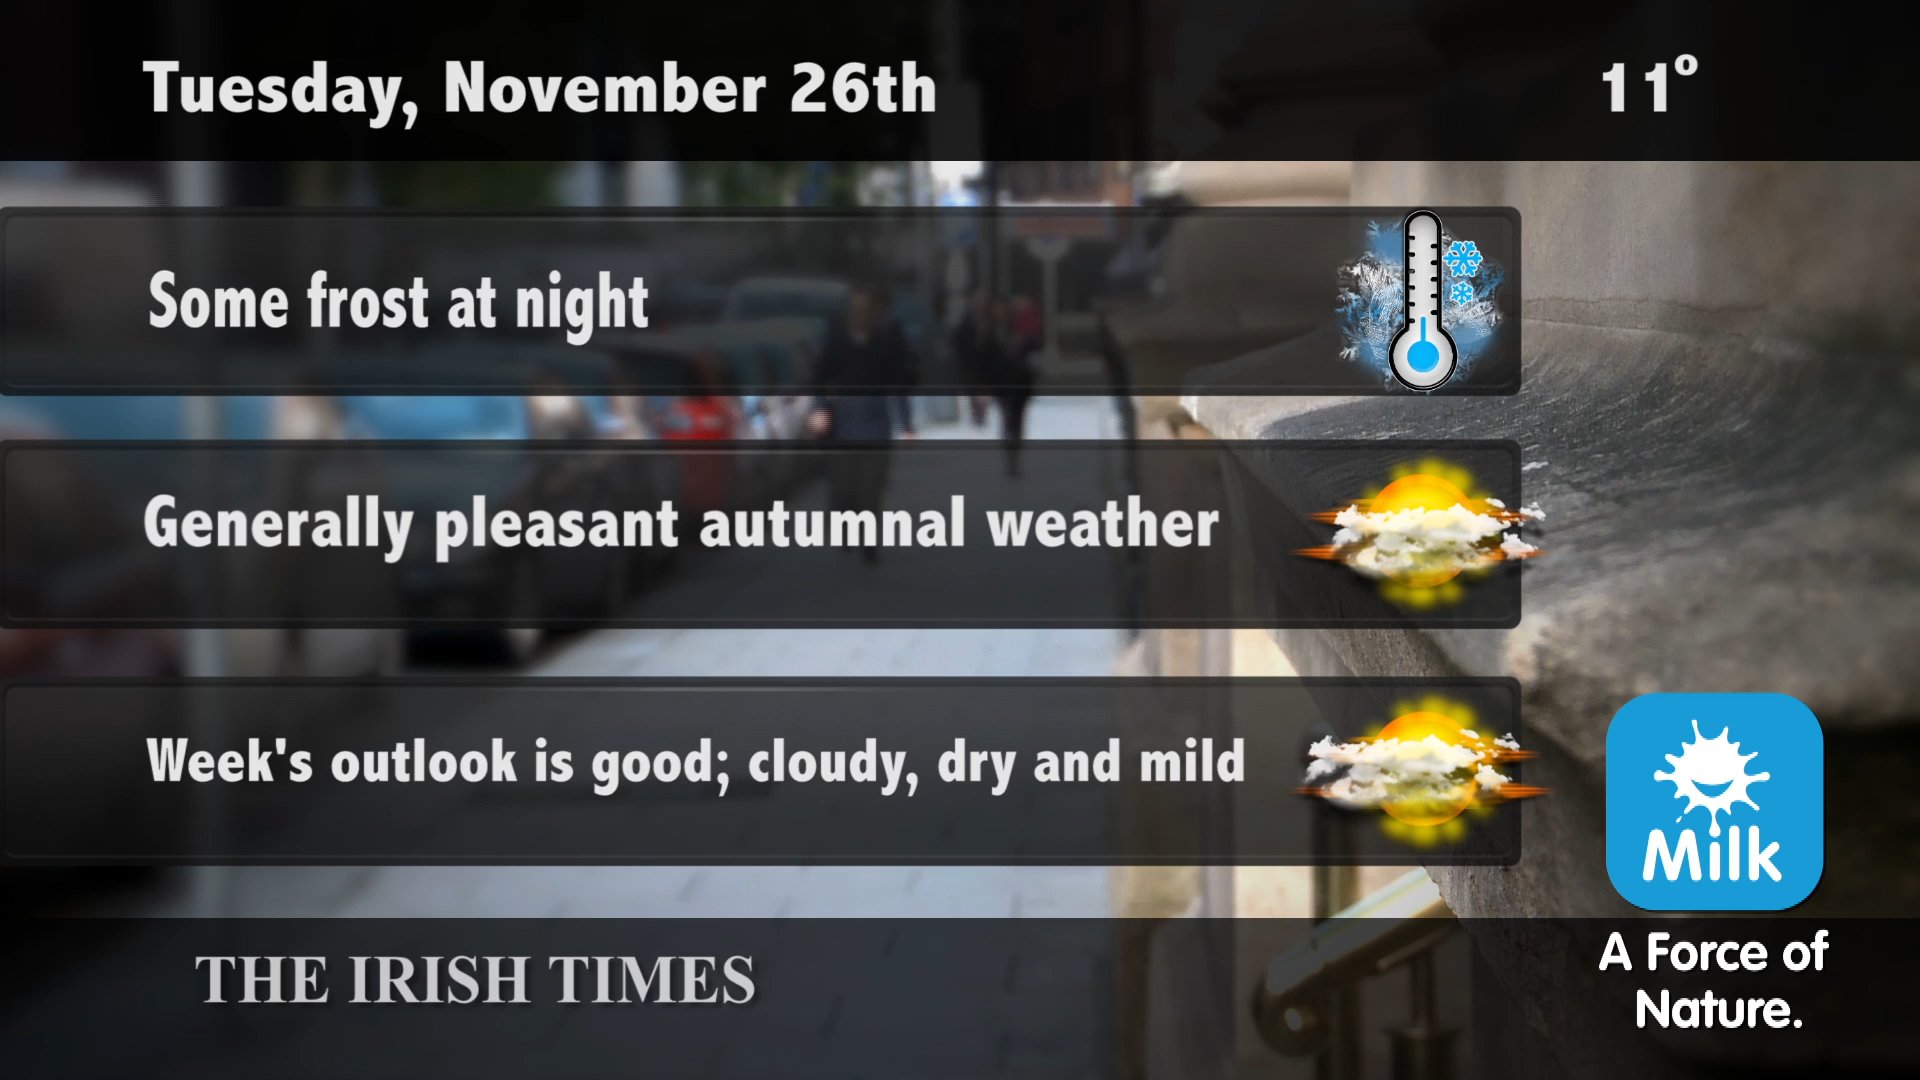 Tuesday, November 26th
11°
Some frost at night
Generally pleasant autumnal weather
Week's outlook is good; cloudy, dry and mild
Milk
THE IRISH TIMES
A Force of
Nature.